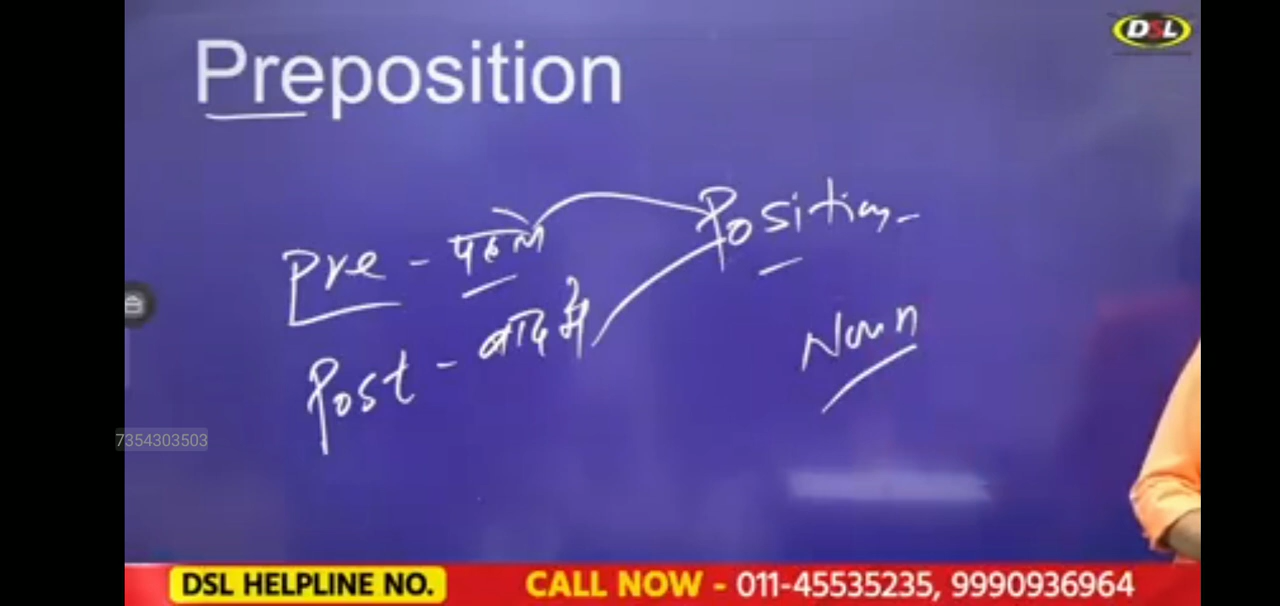 DSL
Preposition
Pre - पहले Position -
Post - बाद में
Noun
7354303503
DSL HELPLINE NO. CALL NOW - 011-45535235, 9990936964